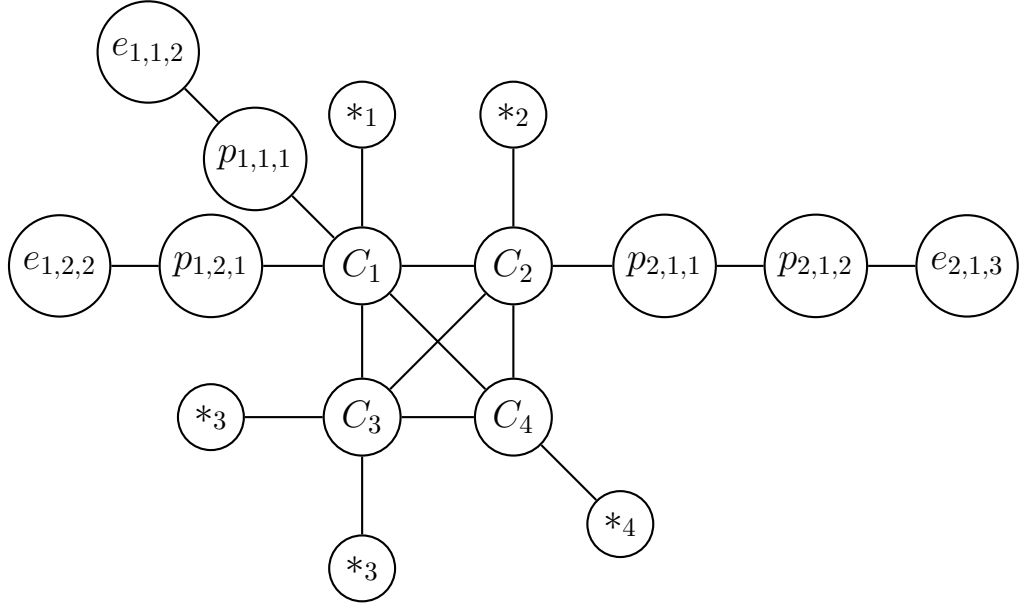 e₁,₁,₂
*₁ *₂
p₁,₁,₁
e₁,₂,₂ p₁,₂,₁ C₁ C₂ p₂,₁,₁ p₂,₁,₂ e₂,₁,₃
*₃ C₃ C₄
*₄
*₃